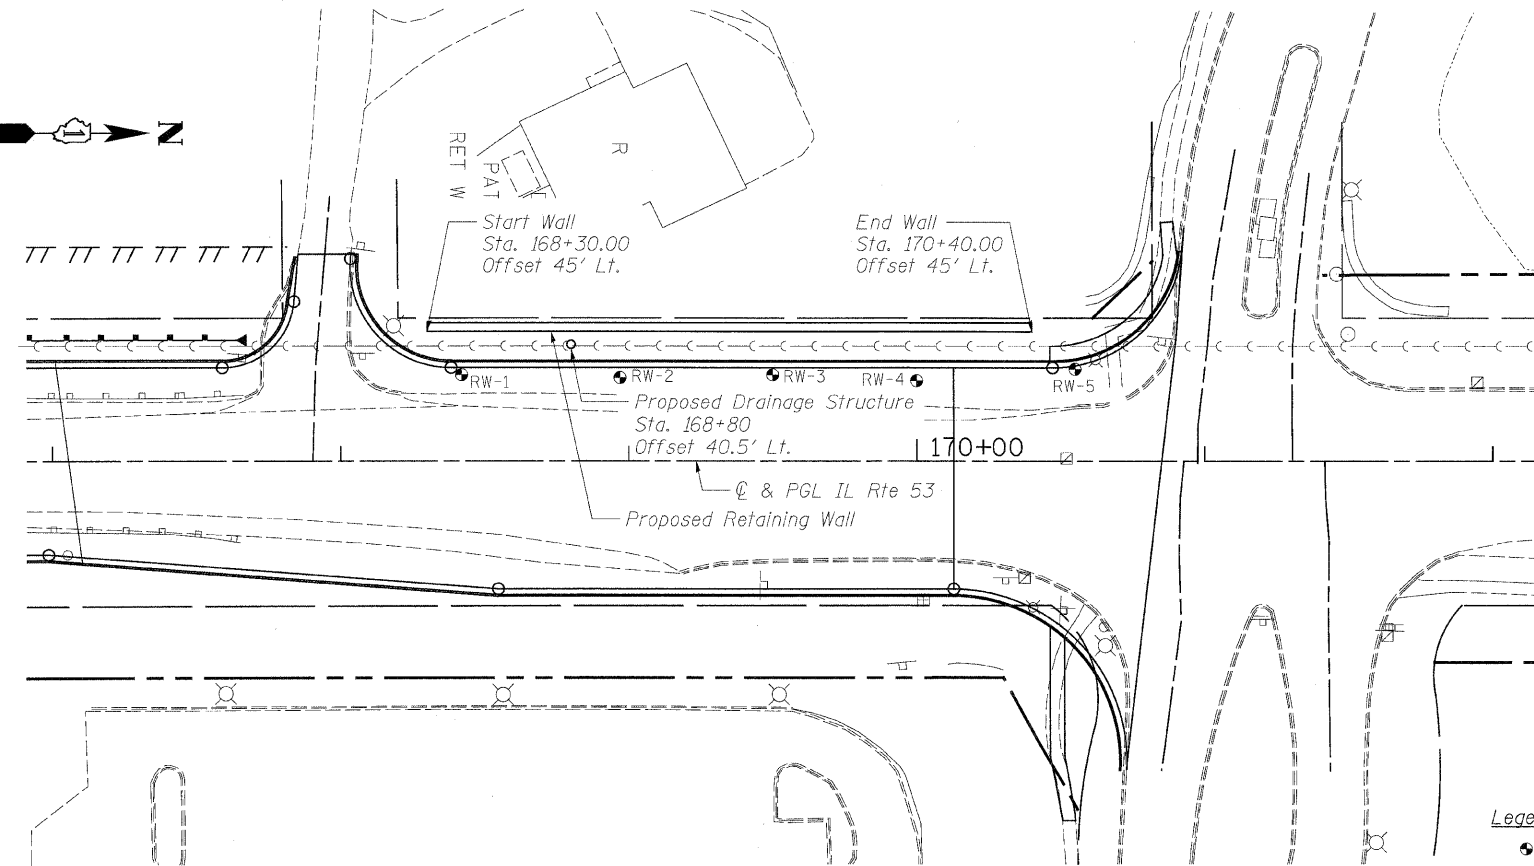 N
RET W
PAT
R
Start Wall
Sta. 168+30.00
Offset 45' Lt.
End Wall
Sta. 170+40.00
Offset 45' Lt.
RW-1
RW-2
RW-3
RW-4
RW-5
Proposed Drainage Structure
Sta. 168+80
Offset 40.5' Lt.
170+00
℄ & PGL IL Rte 53
Proposed Retaining Wall
Lege